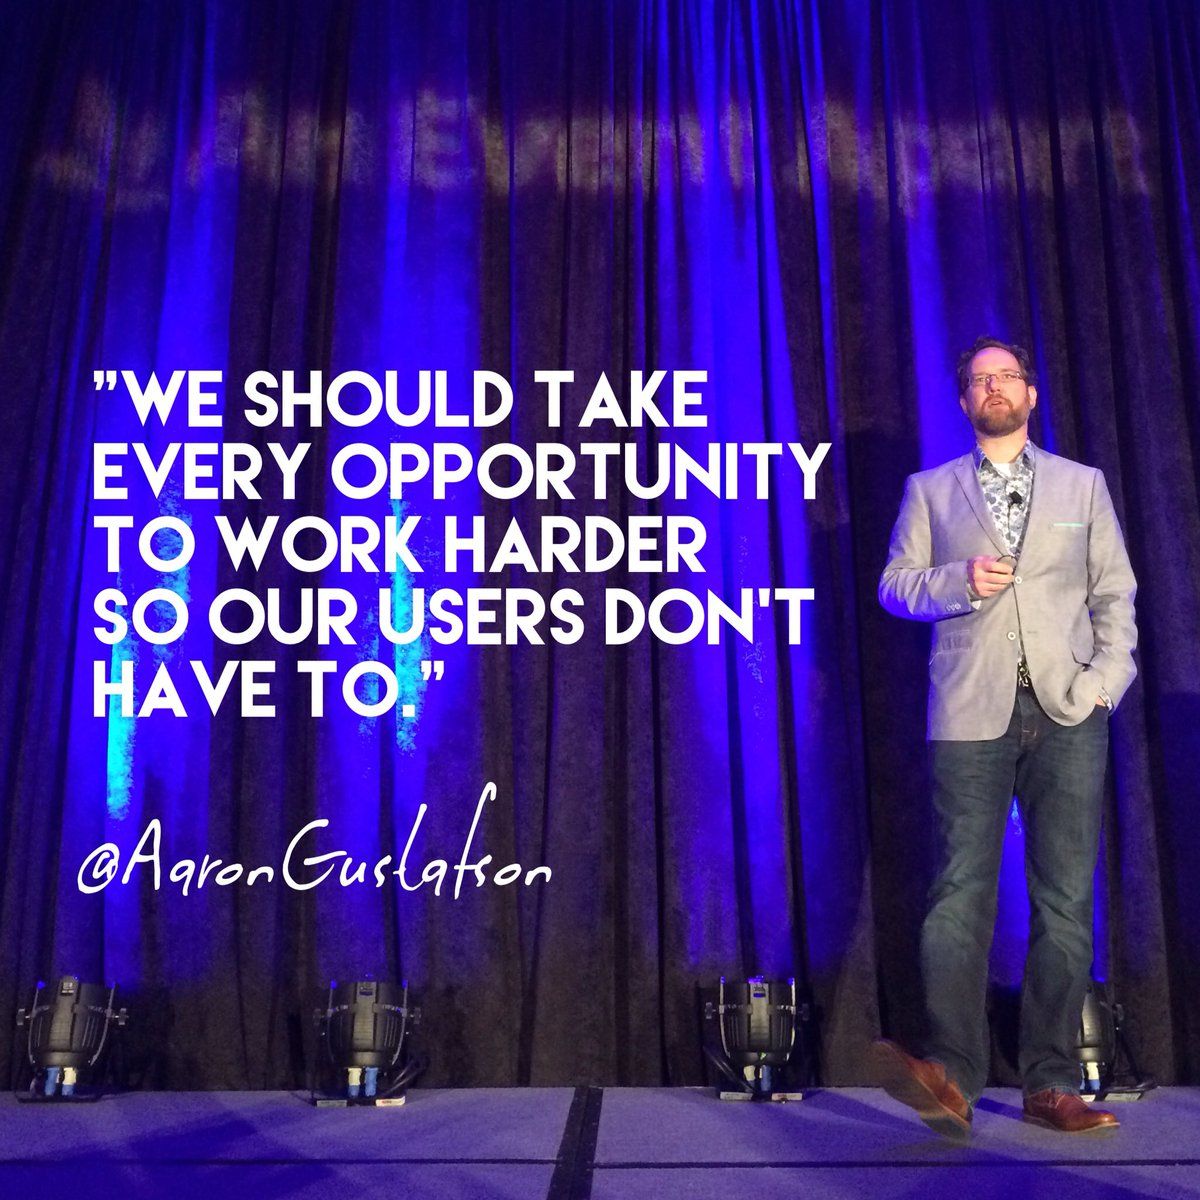 "WE SHOULD TAKE
EVERY OPPORTUNITY
TO WORK HARDER
SO OUR USERS DON'T
HAVE TO."
@AaronGustafson